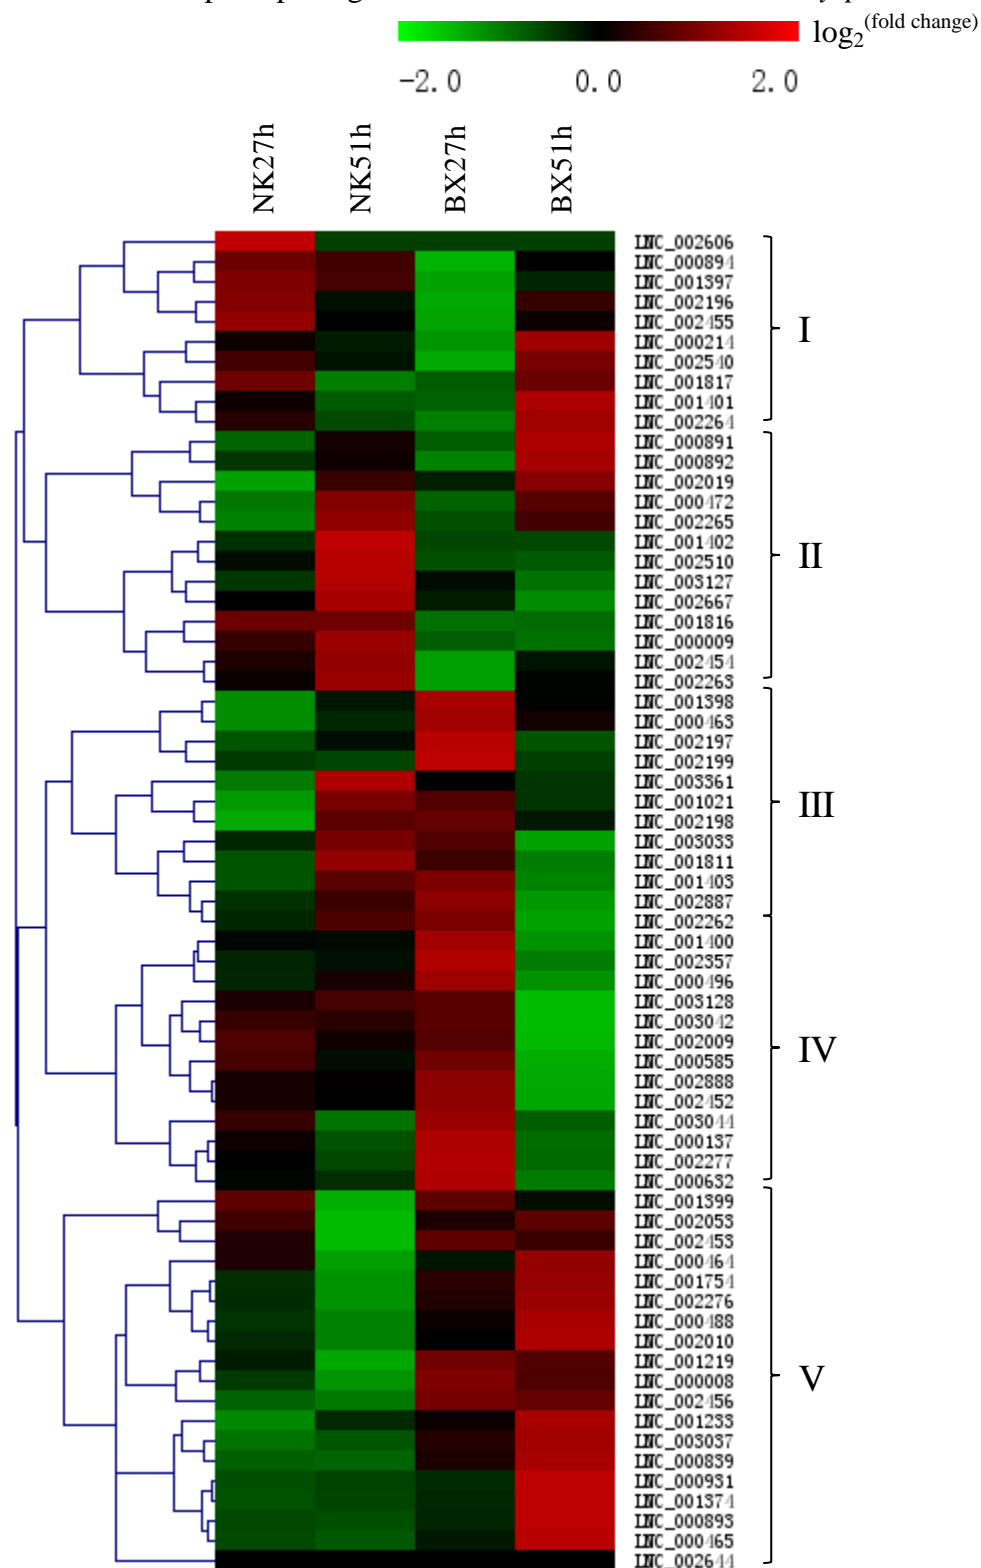 log2(fold change)
-2.0 0.0 2.0
NK27h NK51h BX27h BX51h
LNC_002606
LNC_000894
LNC_001397
LNC_002196
LNC_002455
I
LNC_000214
LNC_002540
LNC_001817
LNC_001401
LNC_002264
LNC_000891
LNC_000892
LNC_002019
LNC_000472
LNC_002265
LNC_001402
II
LNC_002510
LNC_003127
LNC_002667
LNC_001816
LNC_000009
LNC_002454
LNC_002263
LNC_001398
LNC_000463
LNC_002197
LNC_002199
LNC_003361
LNC_001021
III
LNC_002198
LNC_003033
LNC_001811
LNC_001403
LNC_002887
LNC_002262
LNC_001400
LNC_002357
LNC_000496
LNC_003128
LNC_003042
LNC_002009
IV
LNC_000585
LNC_002888
LNC_002452
LNC_003044
LNC_000137
LNC_002277
LNC_000632
LNC_001399
LNC_002053
LNC_002453
LNC_000464
LNC_001754
LNC_002276
LNC_000488
LNC_002010
LNC_001219
LNC_000008
V
LNC_002456
LNC_001233
LNC_003037
LNC_000839
LNC_000931
LNC_001374
LNC_000893
LNC_000465
LNC_002644